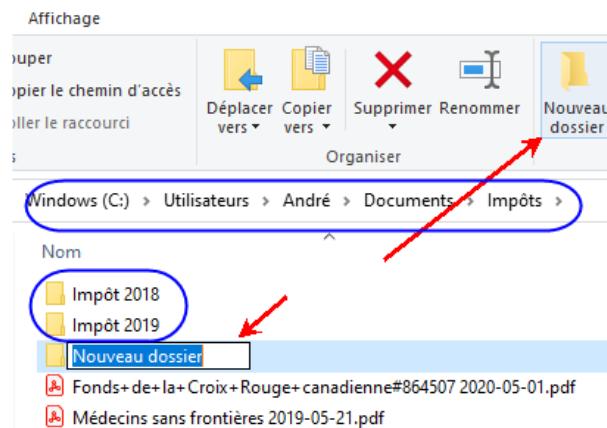 Affichage
ouper
opier le chemin d'accès
oller le raccourci
s
Déplacer vers
Copier vers
Supprimer
Renommer
Nouveau dossier
Organiser
Windows (C:) > Utilisateurs > André > Documents > Impôts >
Nom
Impôt 2018
Impôt 2019
Nouveau dossier
Fonds+de+la+Croix+Rouge+canadienne#864507 2020-05-01.pdf
Médecins sans frontières 2019-05-21.pdf